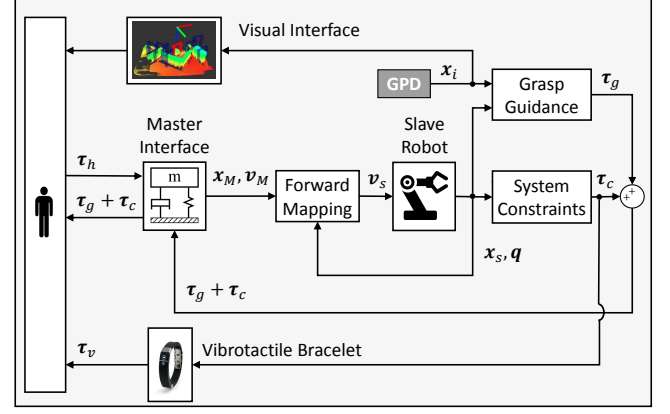 Visual Interface
GPD
x_i
Grasp
Guidance
τ_g
Master
Interface
Slave
Robot
τ_h
m
x_M, v_M
Forward
Mapping
v_s
System
Constraints
τ_c
+
+
τ_g + τ_c
x_s, q
τ_g + τ_c
τ_v
Vibrotactile Bracelet